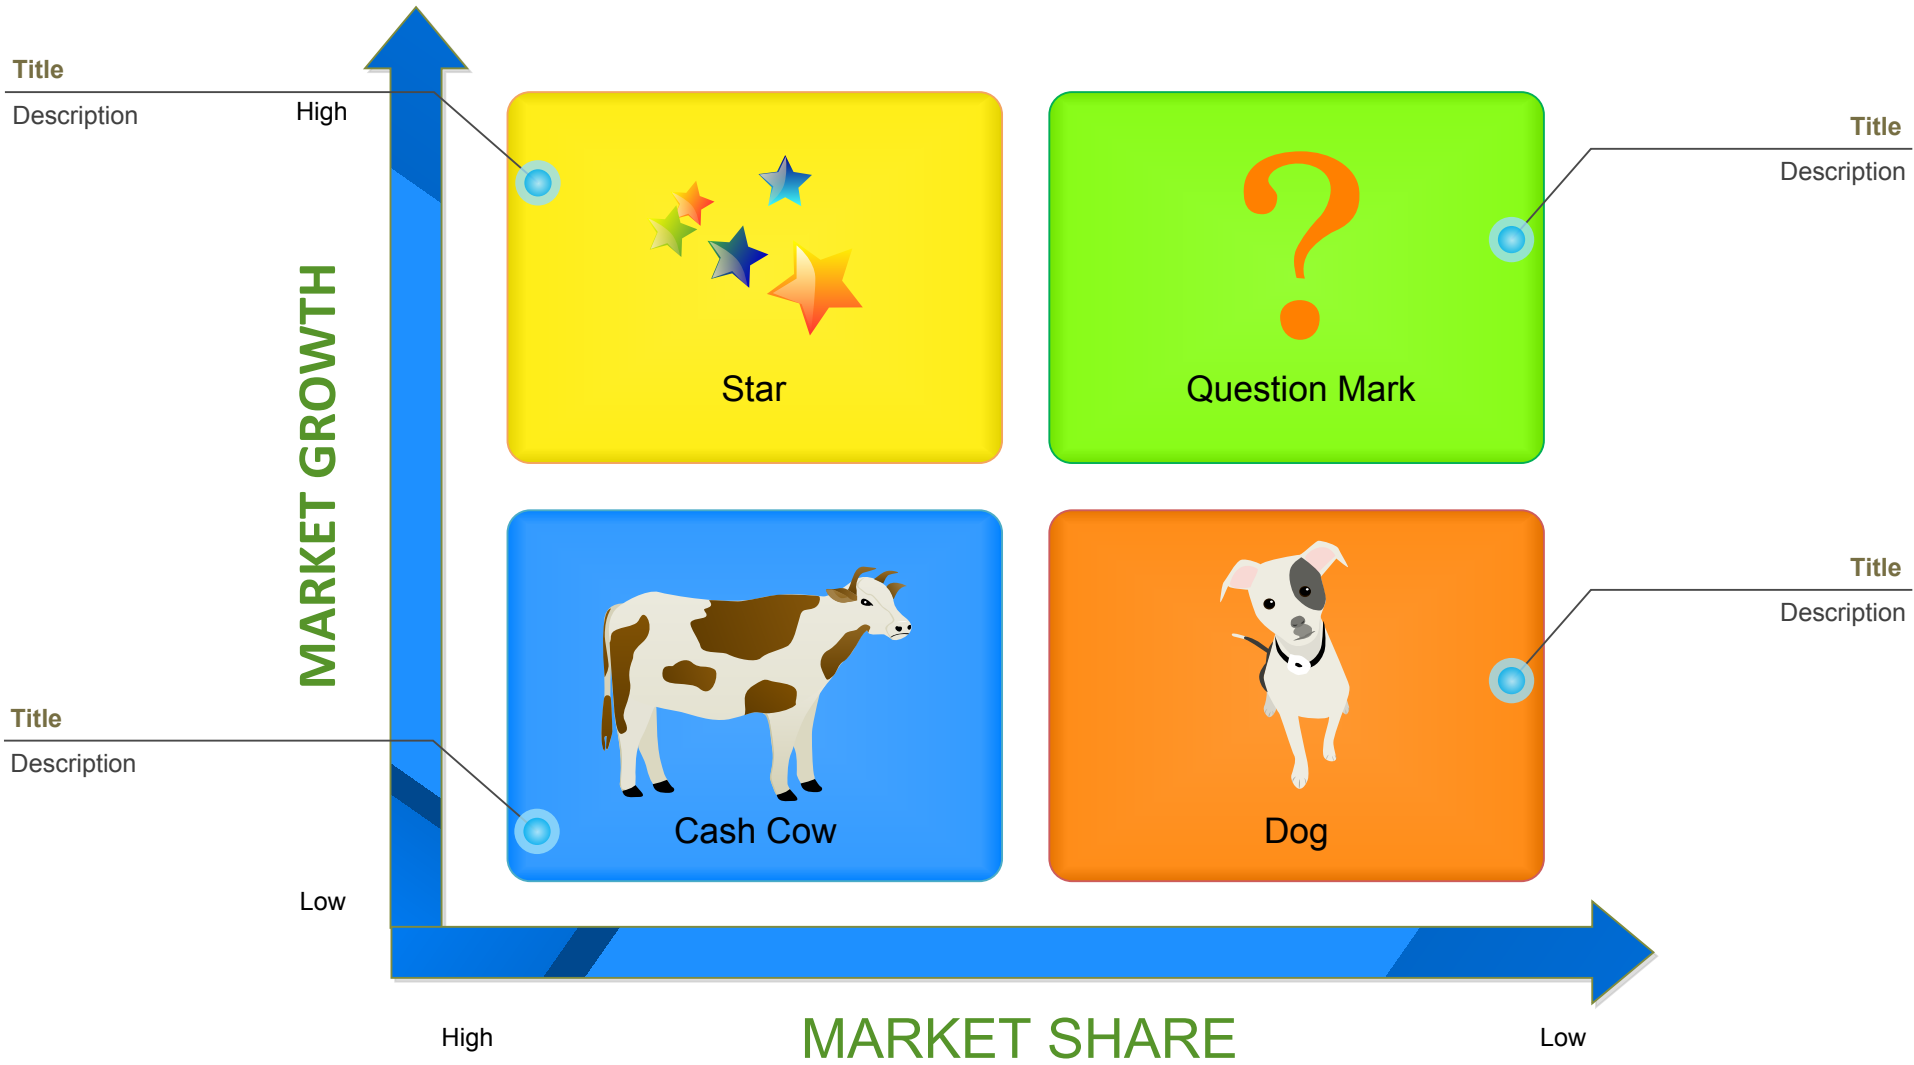 Title
Description
High
Title
Description
MARKET GROWTH
Star
Question Mark
Title
Description
Title
Description
Cash Cow
Dog
Low
High
MARKET SHARE
Low